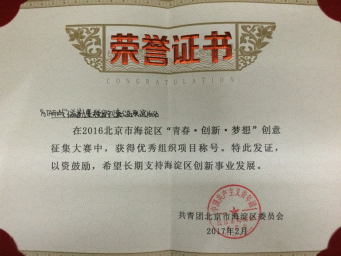 荣誉证书
CONGRATULATION
在2016北京市海淀区“青春·创新·梦想”创意
征集大赛中，获得优秀组织项目称号。特此发证，
以资鼓励，希望长期支持海淀区创新事业发展。
共青团北京市海淀区委员会
2017年2月